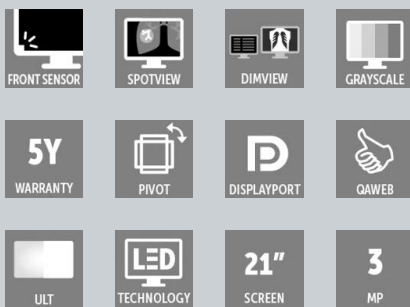 FRONT SENSOR
SPOTVIEW
DIMVIEW
GRAYSCALE
5Y
WARRANTY
PIVOT
DISPLAYPORT
QAWEB
ULT
LED
TECHNOLOGY
21"
SCREEN
3
MP